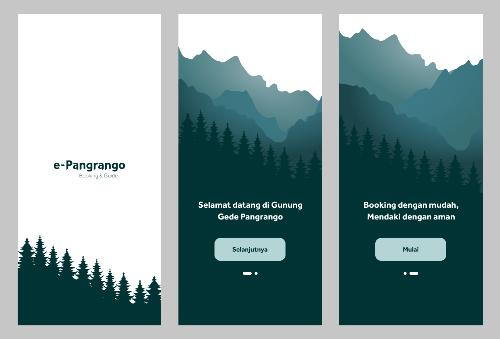 e-Pangrango
Booking & Guide
Selamat datang di Gunung
Gede Pangrango
Selanjutnya
Booking dengan mudah,
Mendaki dengan aman
Mulai